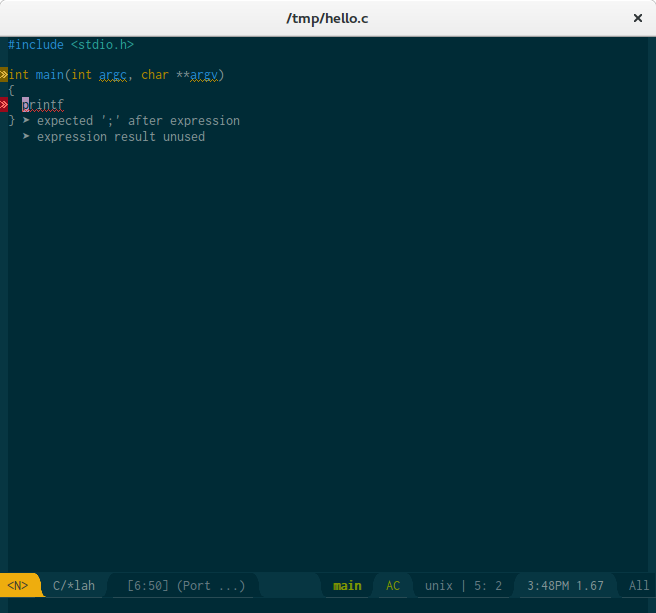 /tmp/hello.c ×
#include <stdio.h>
» int main(int argc, char **argv)
{
» printf
} ➤ expected ';' after expression
➤ expression result unused
<N> C/*lah [6:50] (Port ...) main AC unix | 5: 2 3:48PM 1.67 All